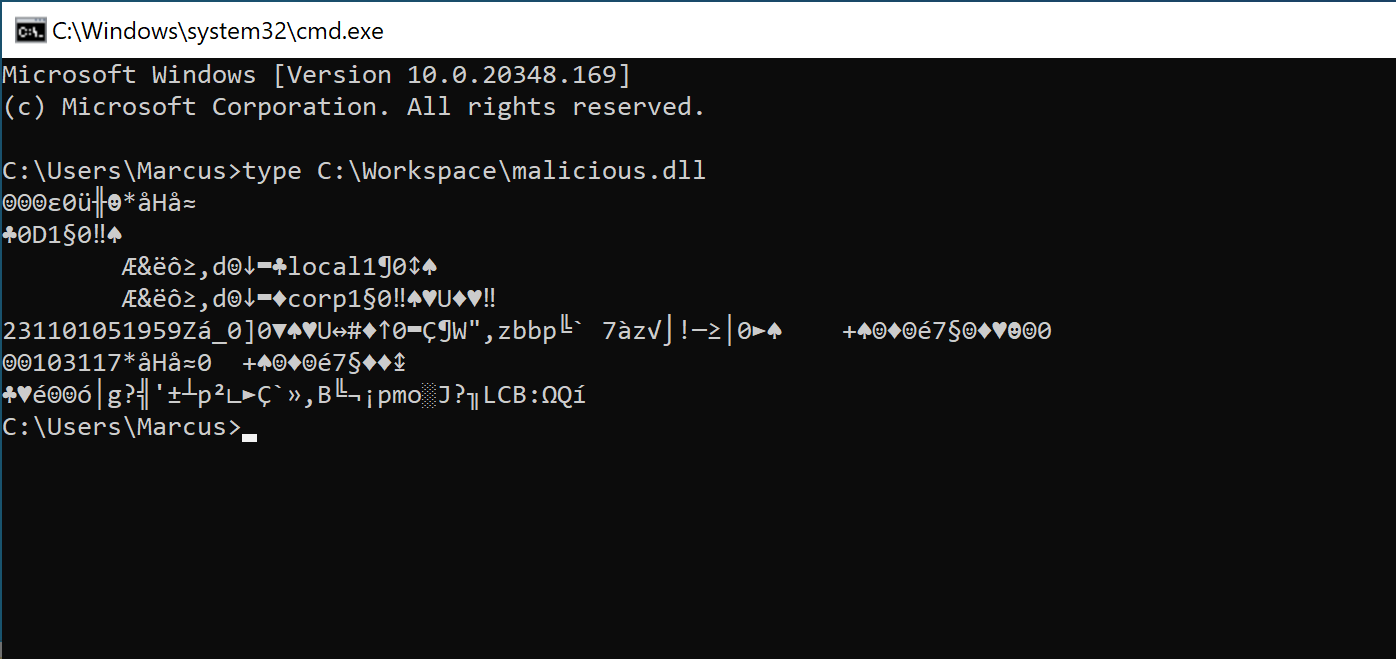 C:\Windows\system32\cmd.exe
Microsoft Windows [Version 10.0.20348.169]
(c) Microsoft Corporation. All rights reserved.
C:\Users\Marcus>type C:\Workspace\malicious.dll
☺☺☺ε0ü╫☻*åHå≈
♣0D1§0‼♠
Æ&ëô≥,d☺↓▬♣local1¶0↕♠
Æ&ëô≥,d☺↓▬♦corp1§0‼♠♥U♦♥‼
231101051959Zá_0]0▼♠♥U↔#♦↑0▬Ç¶W",zbbp╚` 7àz√⌡!─≥│0►♠    +♠☺♦☺é7§☺♦♥☻☺0
☺☺103117*åHå≈0  +♠☺♦☺é7§♦♦↨
♣♥é☺☺ó│g?╣'±┴p²∟►Ç`»,B╚¬¡pmo░J?╖LCB:ΩQí
C:\Users\Marcus>